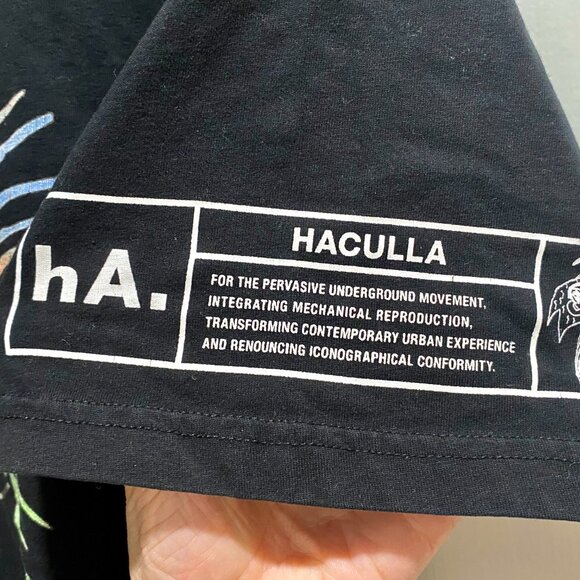 hA.
HACULLA
FOR THE PERVASIVE UNDERGROUND MOVEMENT,
INTEGRATING MECHANICAL REPRODUCTION,
TRANSFORMING CONTEMPORARY URBAN EXPERIENCE
AND RENOUNCING ICONOGRAPHICAL CONFORMITY.